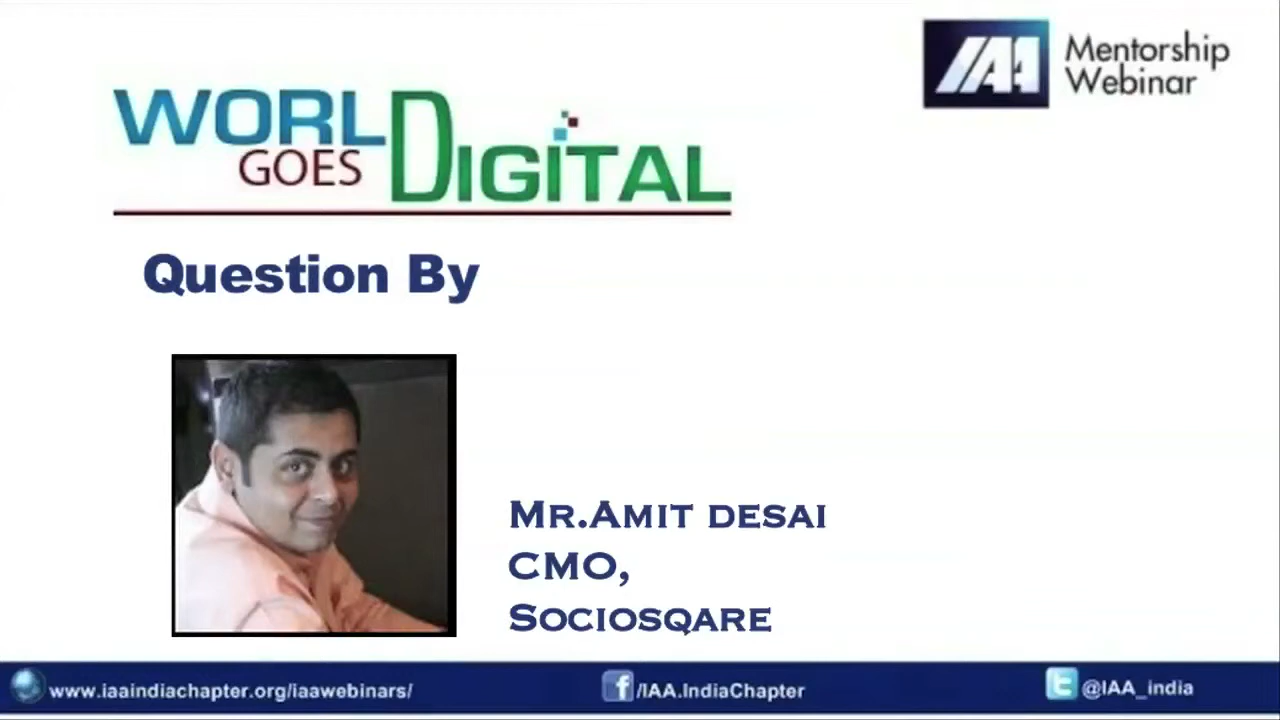 IAA Mentorship
Webinar
WORLD
GOES DIGITAL
Question By
Mr.Amit desai
CMO,
Sociosqare
www.iaaindiachapter.org/iaawebinars/
f/IAA.IndiaChapter
t @IAA_india